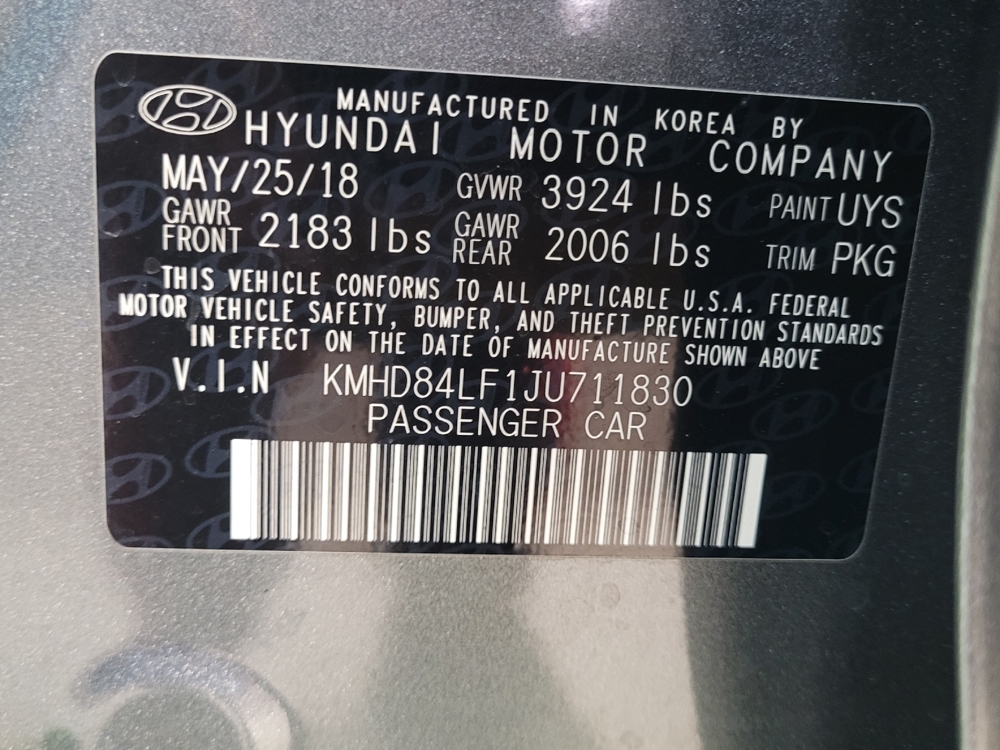 MANUFACTURED IN KOREA BY
HYUNDAI MOTOR COMPANY
MAY/25/18 GVWR 3924 lbs PAINT UYS
GAWR FRONT 2183 lbs GAWR REAR 2006 lbs TRIM PKG
THIS VEHICLE CONFORMS TO ALL APPLICABLE U.S.A. FEDERAL
MOTOR VEHICLE SAFETY, BUMPER, AND THEFT PREVENTION STANDARDS
IN EFFECT ON THE DATE OF MANUFACTURE SHOWN ABOVE
V.I.N KMHD84LF1JU711830
PASSENGER CAR